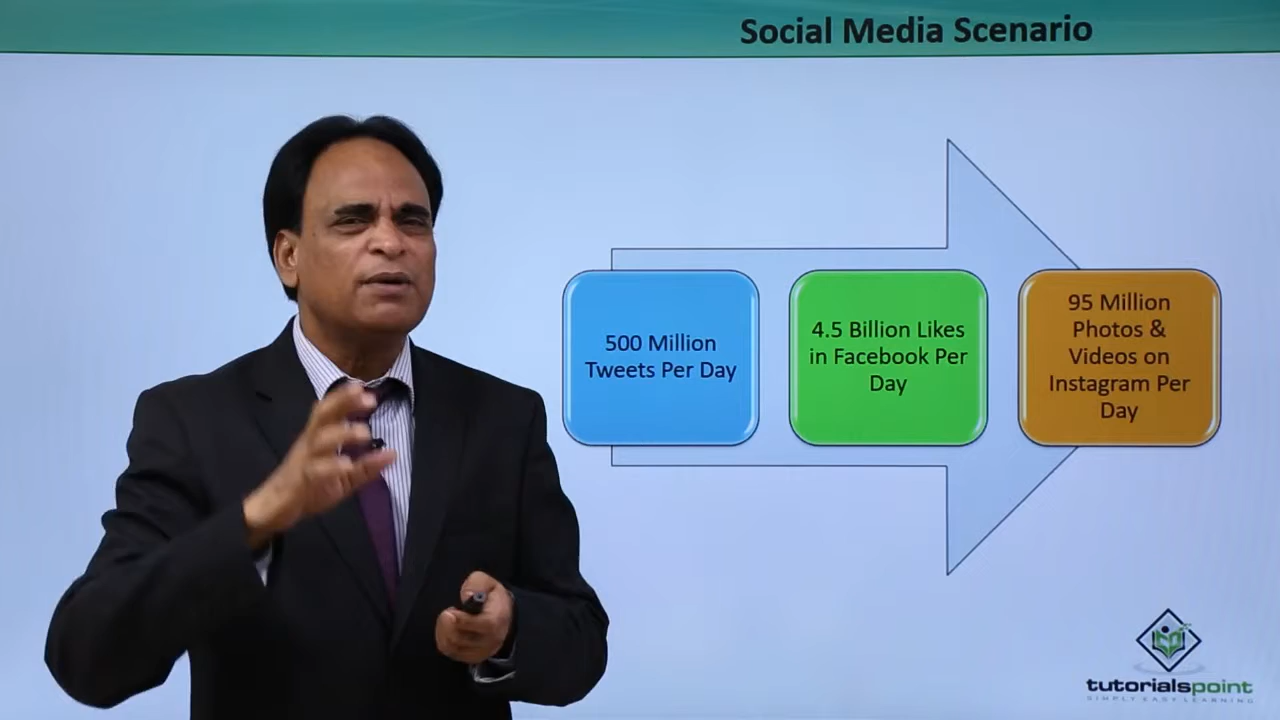 Social Media Scenario
500 Million
Tweets Per Day
4.5 Billion Likes
in Facebook Per
Day
95 Million
Photos &
Videos on
Instagram Per
Day
tutorialspoint
SIMPLY EASY LEARNING